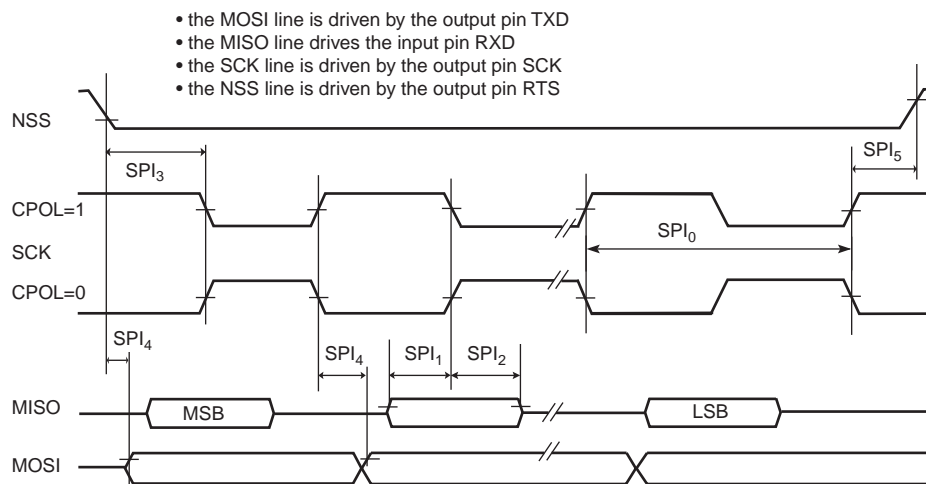 • the MOSI line is driven by the output pin TXD
• the MISO line drives the input pin RXD
• the SCK line is driven by the output pin SCK
• the NSS line is driven by the output pin RTS
NSS
SPI3
SPI5
CPOL=1
SPI0
SCK
CPOL=0
SPI4
SPI4
SPI1
SPI2
MISO
MSB
LSB
MOSI